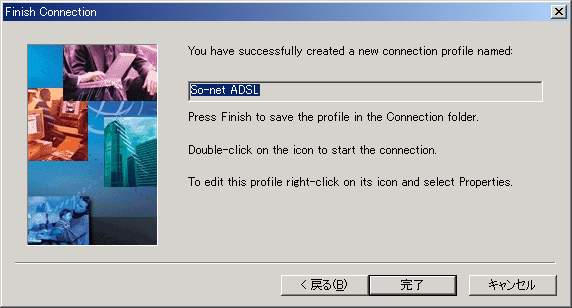 Finish Connection
You have successfully created a new connection profile named:
So-net ADSL
Press Finish to save the profile in the Connection folder.
Double-click on the icon to start the connection.
To edit this profile right-click on its icon and select Properties.
< 戻る(B) 完了 キャンセル